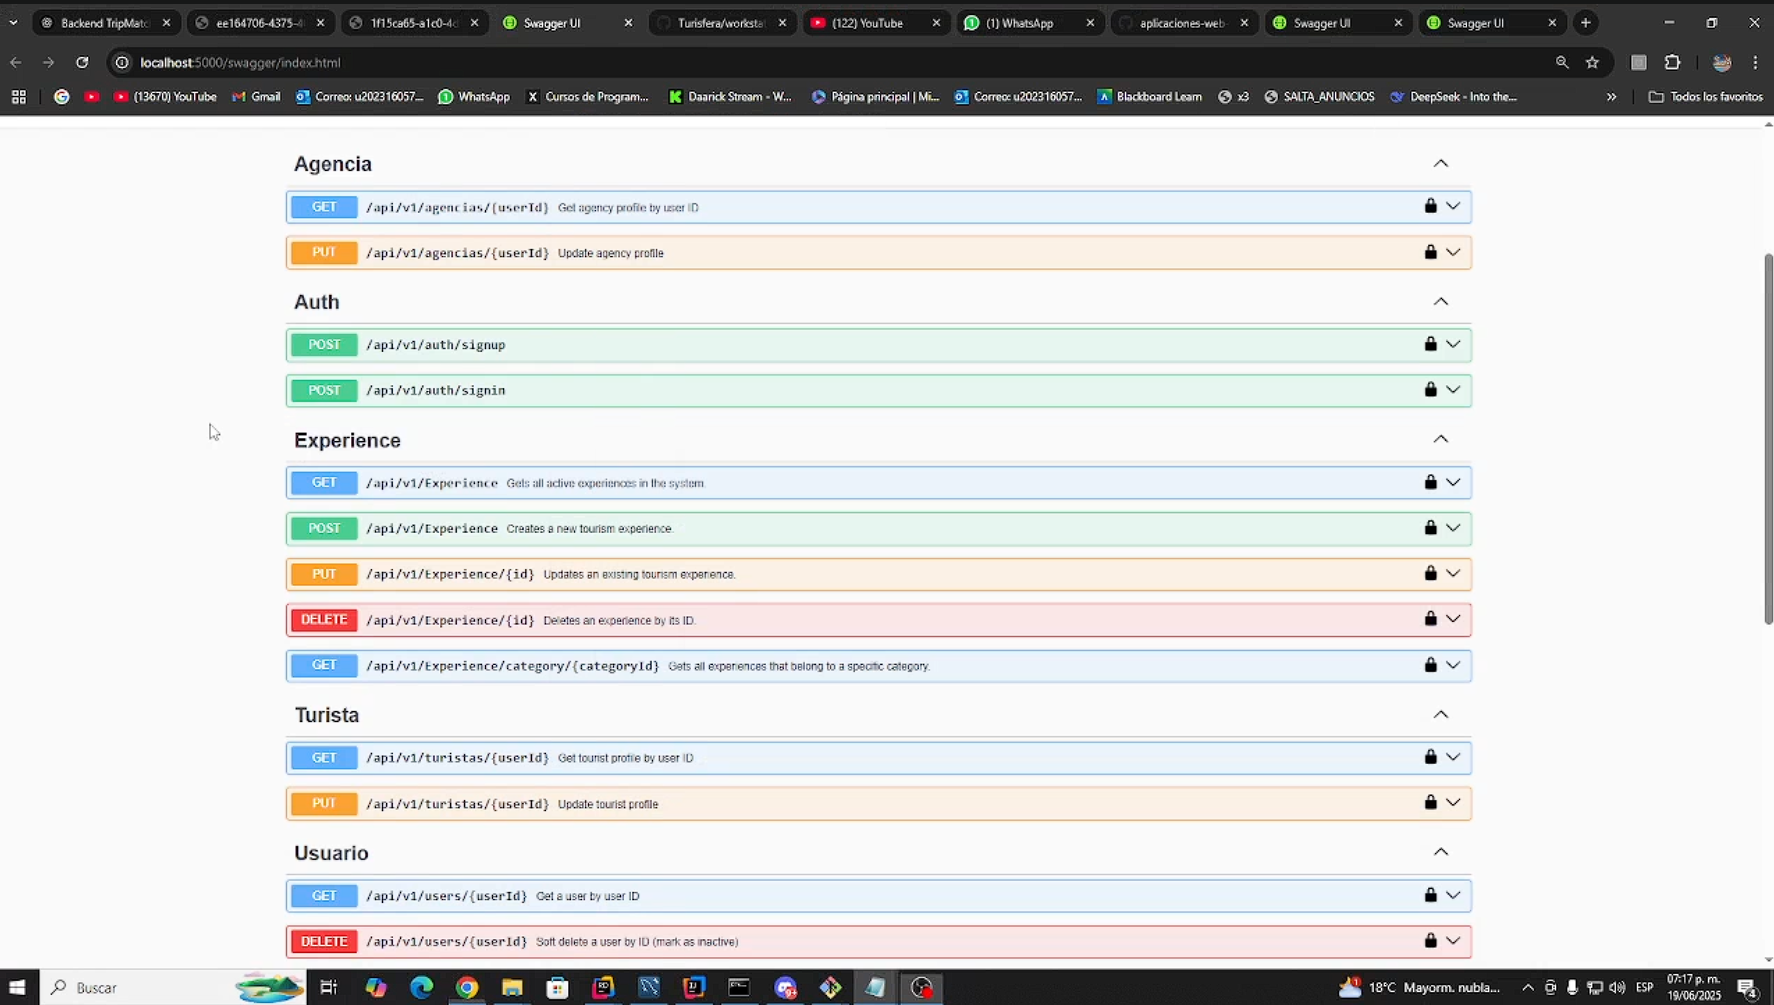 Backend TripMatc
ee164706-4375-4
1f15ca65-a1c0-4d
Swagger UI
Turisfera/workstat
(122) YouTube
(1) WhatsApp
aplicaciones-web-
Swagger UI
Swagger UI
localhost:5000/swagger/index.html
(13670) YouTube
Gmail
Correo: u202316057...
WhatsApp
Cursos de Program...
Daarick Stream - W...
Página principal | Mi...
Correo: u202316057...
Blackboard Learn
x3
SALTA_ANUNCIOS
DeepSeek - Into the...
»
Todos los favoritos
Agencia
GET /api/v1/agencias/{userId} Get agency profile by user ID
PUT /api/v1/agencias/{userId} Update agency profile
Auth
POST /api/v1/auth/signup
POST /api/v1/auth/signin
Experience
GET /api/v1/Experience Gets all active experiences in the system.
POST /api/v1/Experience Creates a new tourism experience.
PUT /api/v1/Experience/{id} Updates an existing tourism experience.
DELETE /api/v1/Experience/{id} Deletes an experience by its ID.
GET /api/v1/Experience/category/{categoryId} Gets all experiences that belong to a specific category.
Turista
GET /api/v1/turistas/{userId} Get tourist profile by user ID
PUT /api/v1/turistas/{userId} Update tourist profile
Usuario
GET /api/v1/users/{userId} Get a user by user ID
DELETE /api/v1/users/{userId} Soft delete a user by ID (mark as inactive)
Buscar
18°C Mayorm. nubla...
ESP
07:17 p. m.
19/06/2025
4